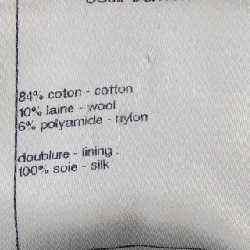 84% coton - cotton
10% laine - wool
6% polyamide - nylon
doublure - lining .
100% soie - silk